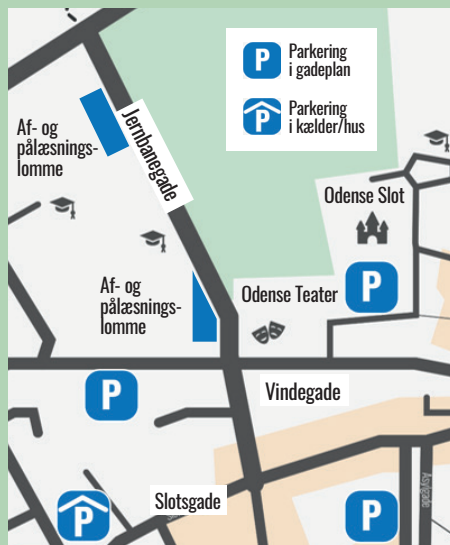 P
Parkering
i gadeplan
P
Parkering
i kælder/hus
Af- og
pålæsnings-
lomme
Jernbanegade
Odense Slot
Af- og
pålæsnings-
lomme
Odense Teater
P
P
Vindegade
Slotsgade
P
P
Asylgade